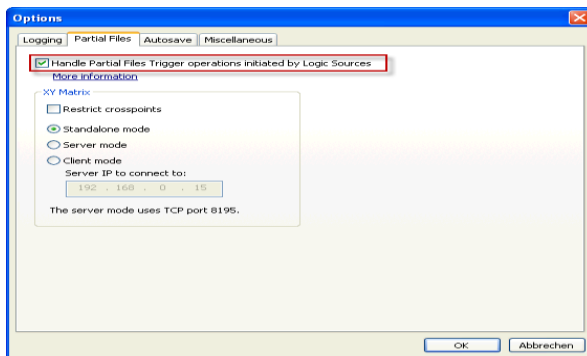 Options
Logging Partial Files Autosave Miscellaneous
Handle Partial Files Trigger operations initiated by Logic Sources
More information
XY Matrix
Restrict crosspoints
Standalone mode
Server mode
Client mode
Server IP to connect to:
192 . 168 . 0 . 15
The server mode uses TCP port 8195.
OK Abbrechen